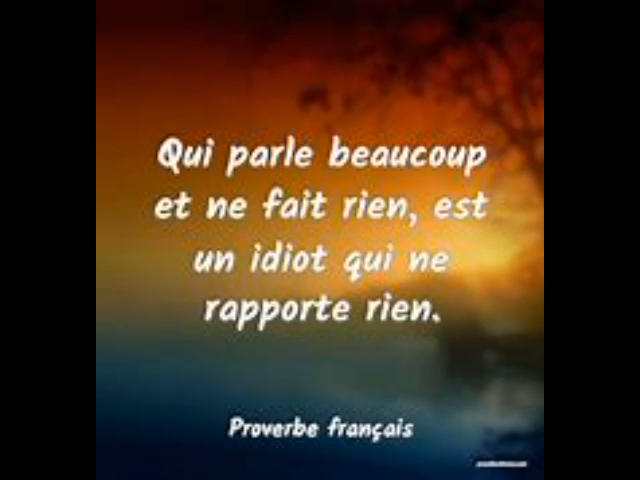 Qui parle beaucoup
et ne fait rien, est
un idiot qui ne
rapporte rien.
Proverbe français